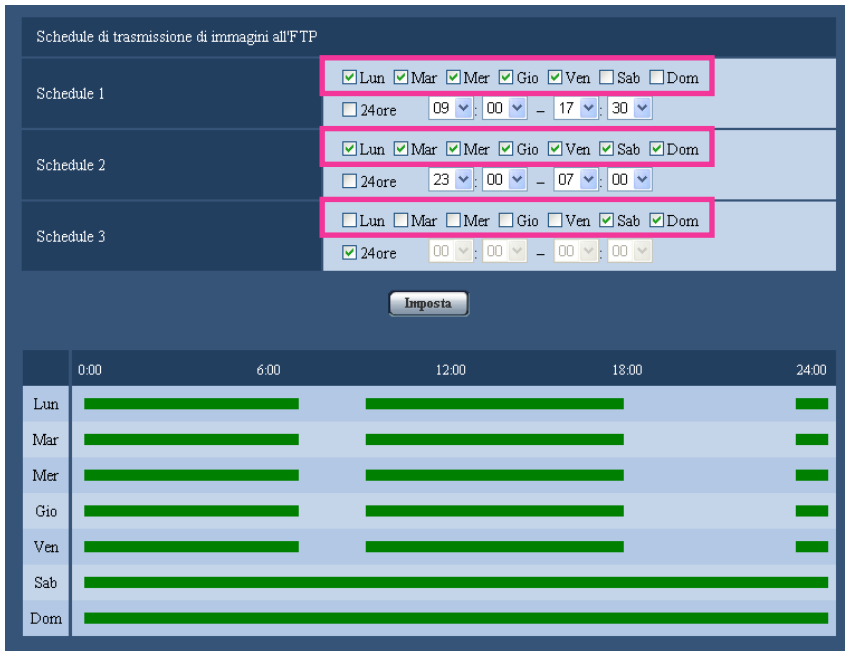 Schedule di trasmissione di immagini all'FTP
Schedule 1
Lun Mar Mer Gio Ven Sab Dom
24ore 09 : 00 – 17 : 30
Schedule 2
Lun Mar Mer Gio Ven Sab Dom
24ore 23 : 00 – 07 : 00
Schedule 3
Lun Mar Mer Gio Ven Sab Dom
24ore 00 : 00 – 00 : 00
Imposta
0:00 6:00 12:00 18:00 24:00
Lun
Mar
Mer
Gio
Ven
Sab
Dom